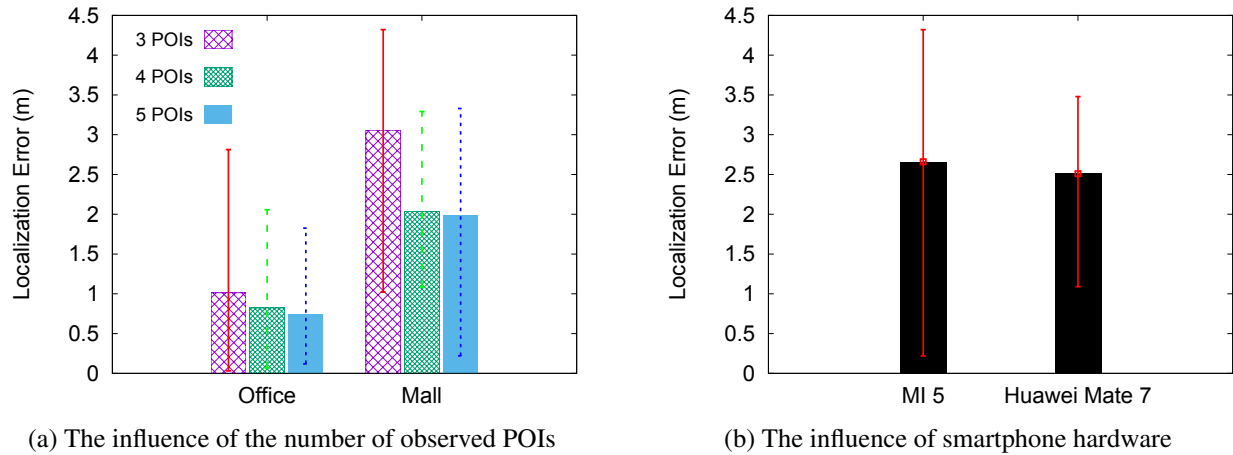 4.5
4
3.5
3
2.5
2
1.5
1
0.5
0
Localization Error (m)
3 POIs
4 POIs
5 POIs
Office Mall
(a) The influence of the number of observed POIs
4.5
4
3.5
3
2.5
2
1.5
1
0.5
0
Localization Error (m)
MI 5 Huawei Mate 7
(b) The influence of smartphone hardware